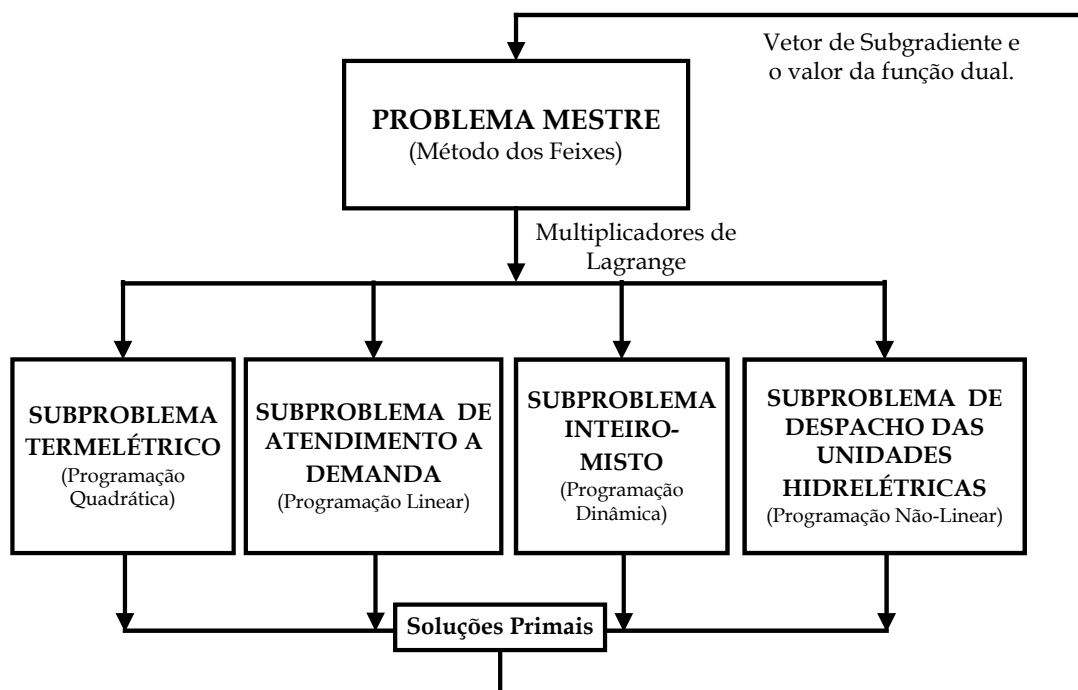 Vetor de Subgradiente e
o valor da função dual.
PROBLEMA MESTRE
(Método dos Feixes)
Multiplicadores de
Lagrange
SUBPROBLEMA
TERMELÉTRICO
(Programação
Quadrática)
SUBPROBLEMA DE
ATENDIMENTO A
DEMANDA
(Programação Linear)
SUBPROBLEMA
INTEIRO-
MISTO
(Programação
Dinâmica)
SUBPROBLEMA DE
DESPACHO DAS
UNIDADES
HIDRELÉTRICAS
(Programação Não-Linear)
Soluções Primais